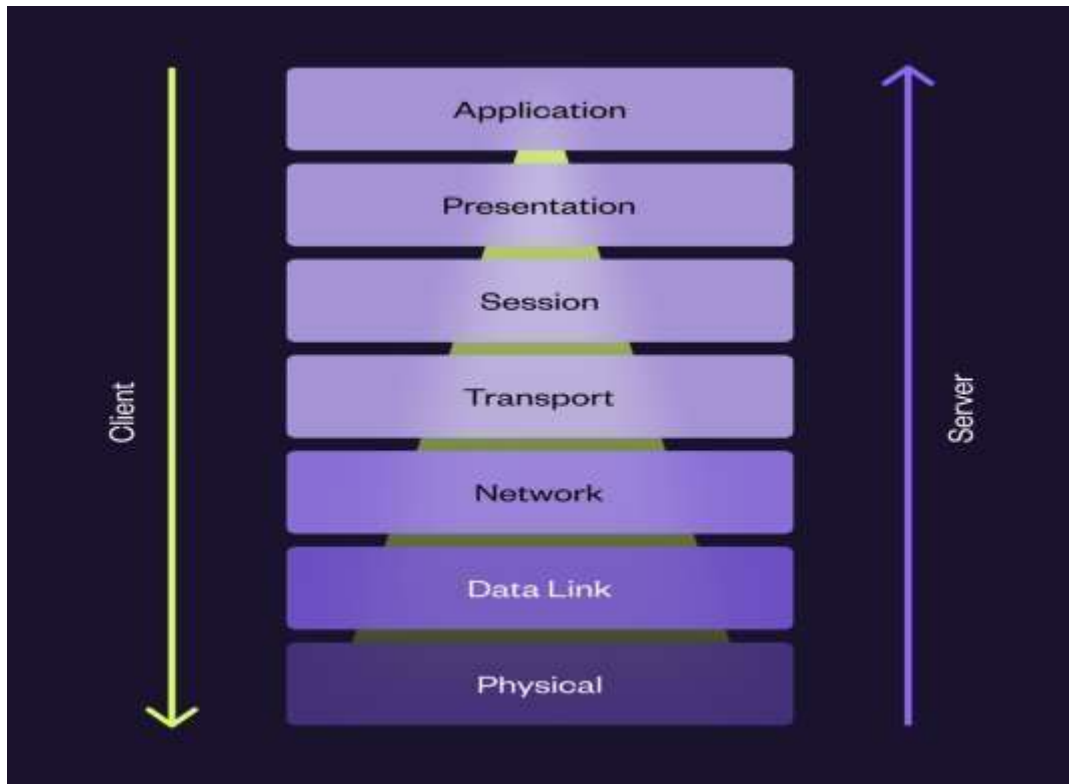 Application
Presentation
Session
Transport
Network
Data Link
Physical
Client
Server